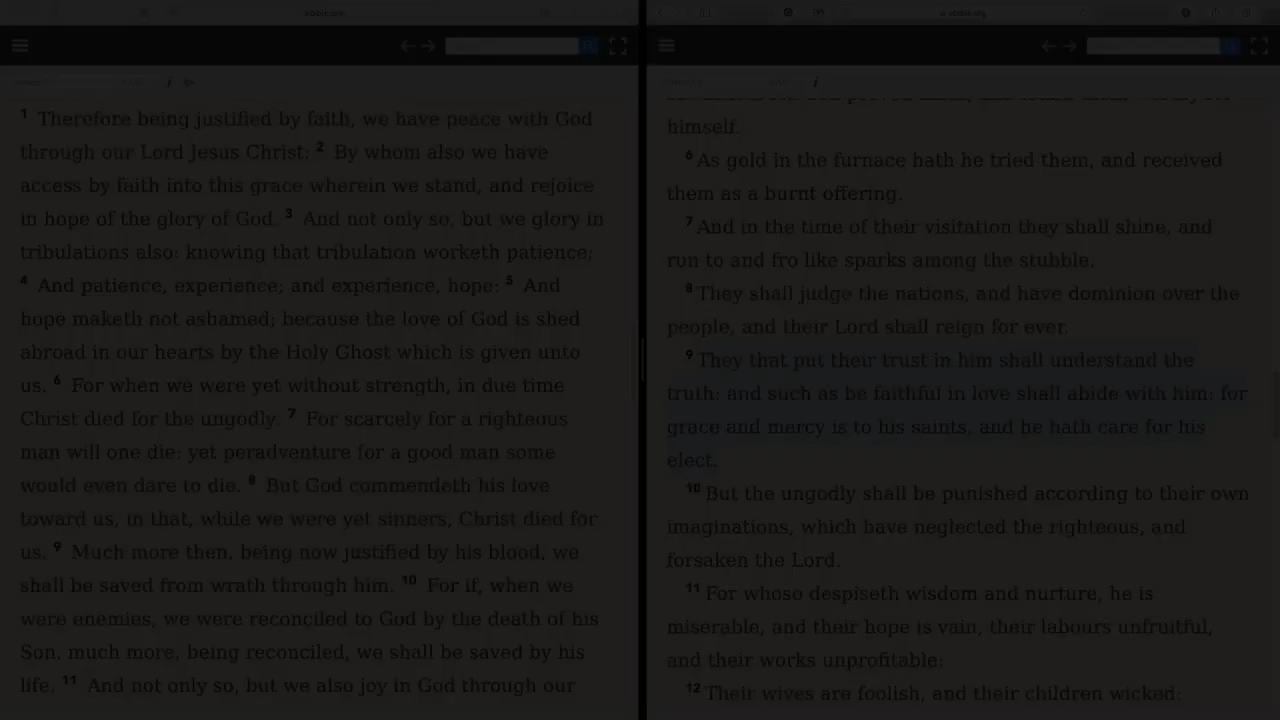 1 Therefore being justified by faith, we have peace with God
through our Lord Jesus Christ: 2 By whom also we have
access by faith into this grace wherein we stand, and rejoice
in hope of the glory of God. 3 And not only so, but we glory in
tribulations also: knowing that tribulation worketh patience;
4 And patience, experience; and experience, hope: 5 And
hope maketh not ashamed; because the love of God is shed
abroad in our hearts by the Holy Ghost which is given unto
us. 6 For when we were yet without strength, in due time
Christ died for the ungodly. 7 For scarcely for a righteous
man will one die: yet peradventure for a good man some
would even dare to die. 8 But God commendeth his love
toward us, in that, while we were yet sinners, Christ died for
us. 9 Much more then, being now justified by his blood, we
shall be saved from wrath through him. 10 For if, when we
were enemies, we were reconciled to God by the death of his
Son, much more, being reconciled, we shall be saved by his
life. 11 And not only so, but we also joy in God through our
himself.
6 As gold in the furnace hath he tried them, and received
them as a burnt offering.
7 And in the time of their visitation they shall shine, and
run to and fro like sparks among the stubble.
8 They shall judge the nations, and have dominion over the
people, and their Lord shall reign for ever.
9 They that put their trust in him shall understand the
truth: and such as be faithful in love shall abide with him: for
grace and mercy is to his saints, and he hath care for his
elect.
10 But the ungodly shall be punished according to their own
imaginations, which have neglected the righteous, and
forsaken the Lord.
11 For whoso despiseth wisdom and nurture, he is
miserable, and their hope is vain, their labours unfruitful,
and their works unprofitable:
12 Their wives are foolish, and their children wicked: